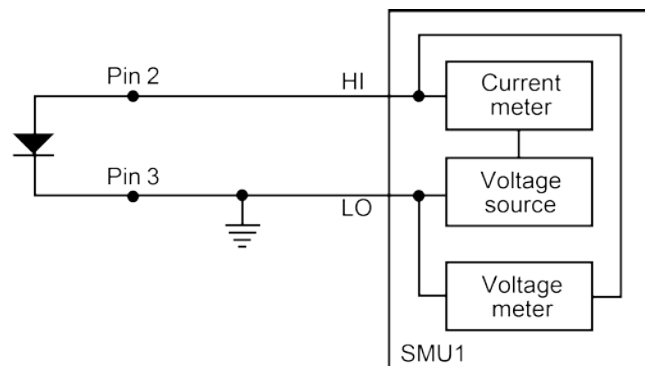 Pin 2
HI
Current
meter
Pin 3
LO
Voltage
source
Voltage
meter
SMU1